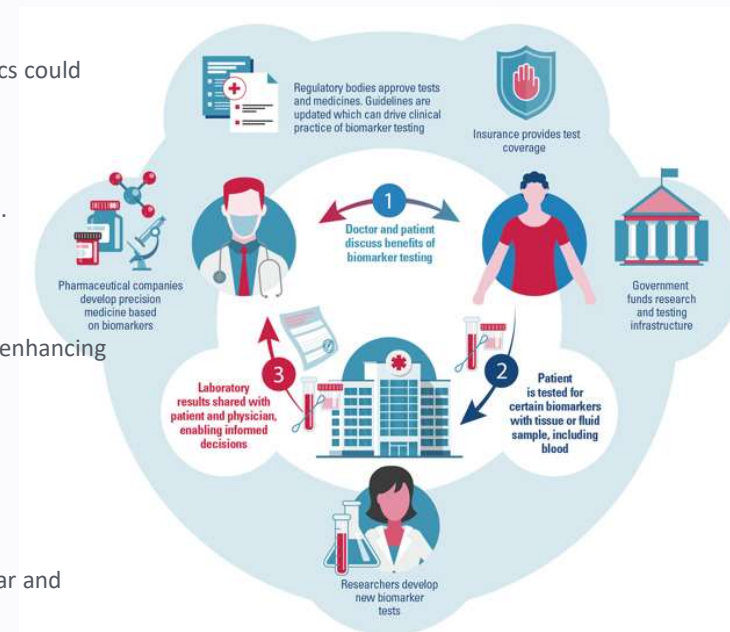 cs could
.
enhancing
ar and
Regulatory bodies approve tests
and medicines. Guidelines are
updated which can drive clinical
practice of biomarker testing
Insurance provides test
coverage
1
Doctor and patient
discuss benefits of
biomarker testing
Pharmaceutical companies
develop precision
medicine based
on biomarkers
Government
funds research
and testing
infrastructure
3
Laboratory
results shared with
patient and physician,
enabling informed
decisions
2
Patient
is tested for
certain biomarkers
with tissue or fluid
sample, including
blood
Researchers develop
new biomarker
tests